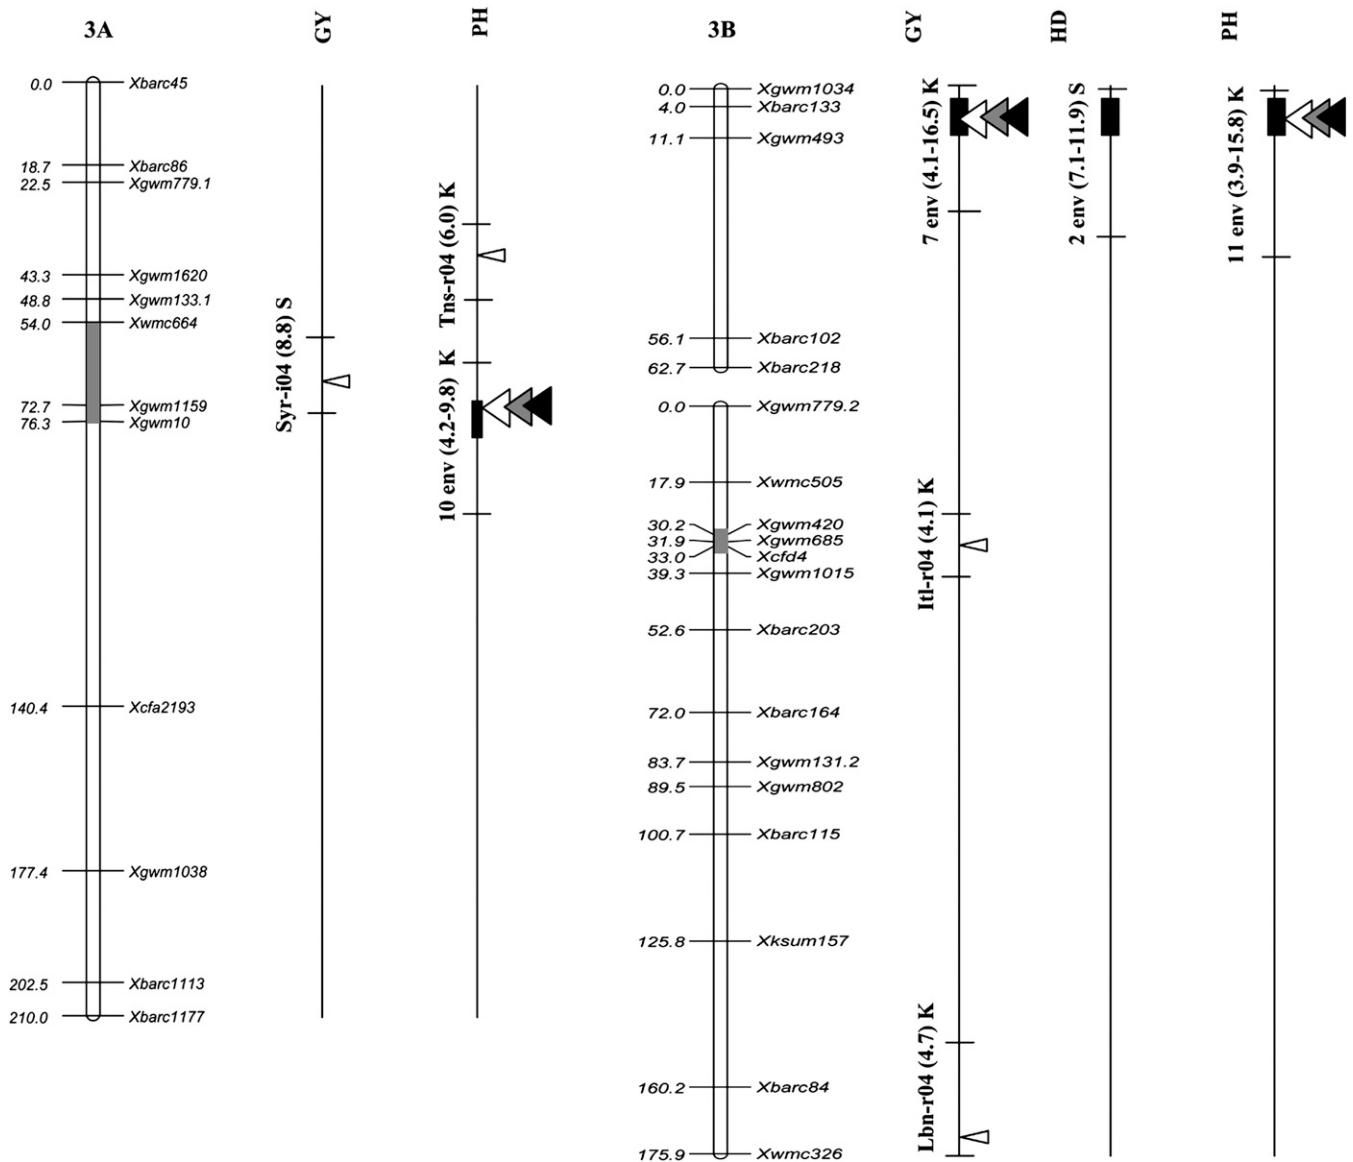 3A
GY
PH
3B
GY
HD
PH
0.0 Xbarc45
18.7 Xbarc86
22.5 Xgwm779.1
43.3 Xgwm1620
48.8 Xgwm133.1
54.0 Xwmc664
72.7 Xgwm1159
76.3 Xgwm10
140.4 Xcfa2193
177.4 Xgwm1038
202.5 Xbarc1113
210.0 Xbarc1177
Syr-i04 (8.8) S
Tns-r04 (6.0) K
10 env (4.2-9.8) K
0.0 Xgwm1034
4.0 Xbarc133
11.1 Xgwm493
56.1 Xbarc102
62.7 Xbarc218
0.0 Xgwm779.2
17.9 Xwmc505
30.2 Xgwm420
31.9 Xgwm685
33.0 Xcfd4
39.3 Xgwm1015
52.6 Xbarc203
72.0 Xbarc164
83.7 Xgwm131.2
89.5 Xgwm802
100.7 Xbarc115
125.8 Xksum157
160.2 Xbarc84
175.9 Xwmc326
7 env (4.1-16.5) K
Itl-r04 (4.1) K
Lbn-r04 (4.7) K
2 env (7.1-11.9) S
11 env (3.9-15.8) K